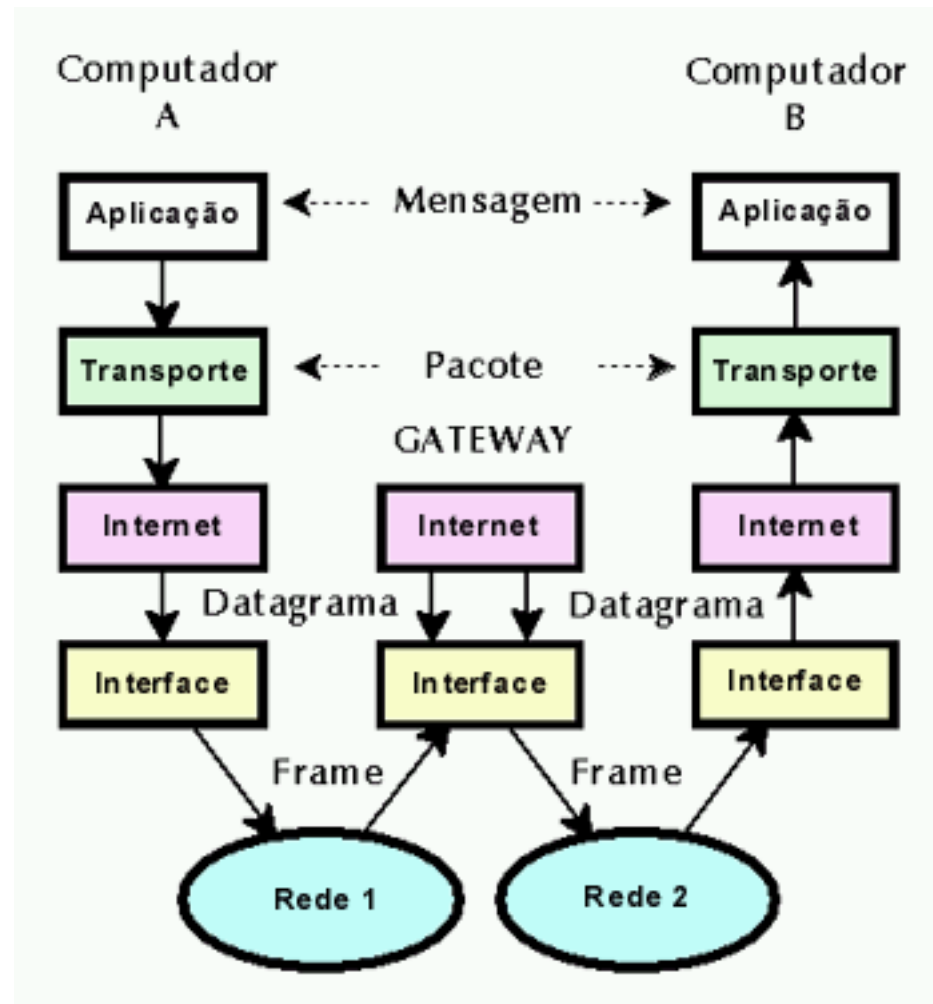 Computador
A
Computador
B
Aplicação
Mensagem
Aplicação
Transporte
Pacote
Transporte
GATEWAY
Internet
Internet
Internet
Datagrama
Datagrama
Interface
Interface
Interface
Frame
Frame
Rede 1
Rede 2